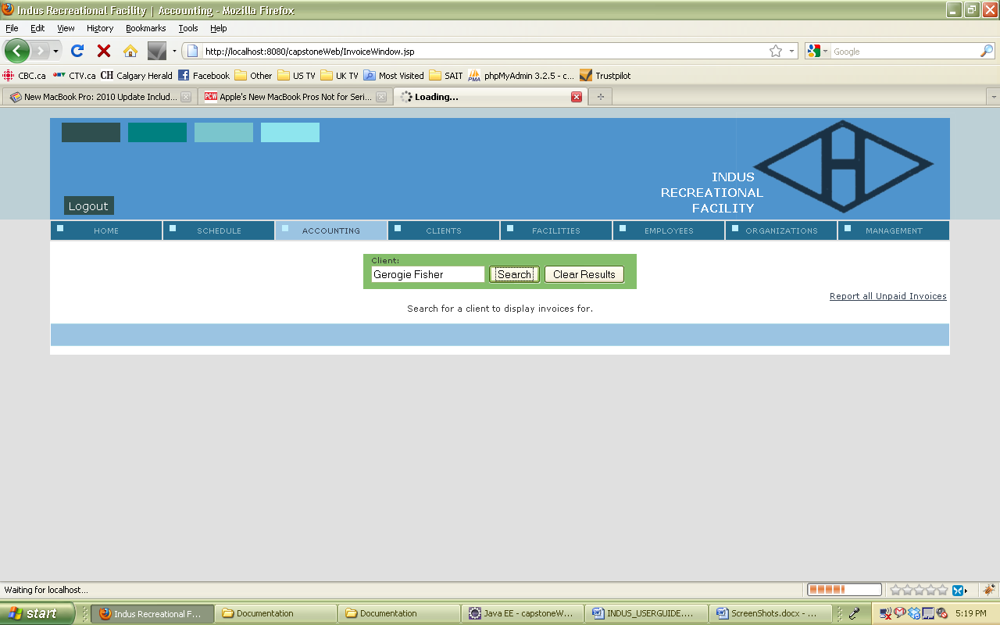 Indus Recreational Facility | Accounting - Mozilla Firefox
File Edit View History Bookmarks Tools Help
http://localhost:8080/capstoneWeb/InvoiceWindow.jsp Google
CBC.ca CTV.ca CH Calgary Herald Facebook Other US TV UK TV Most Visited SAIT PMA phpMyAdmin 3.2.5 - c... Trustpilot
New MacBook Pro: 2010 Update Includ... PCW Apple's New MacBook Pros Not for Seri... Loading...
INDUS
RECREATIONAL
FACILITY
Logout
HOME SCHEDULE ACCOUNTING CLIENTS FACILITIES EMPLOYEES ORGANIZATIONS MANAGEMENT
Client:
Gerogie Fisher Search Clear Results
Report all Unpaid Invoices
Search for a client to display invoices for.
Waiting for localhost...
start Indus Recreational F... Documentation Documentation Java EE - capstoneW... INDUS_USERGUIDE.... ScreenShots.docx - ... 5:19 PM